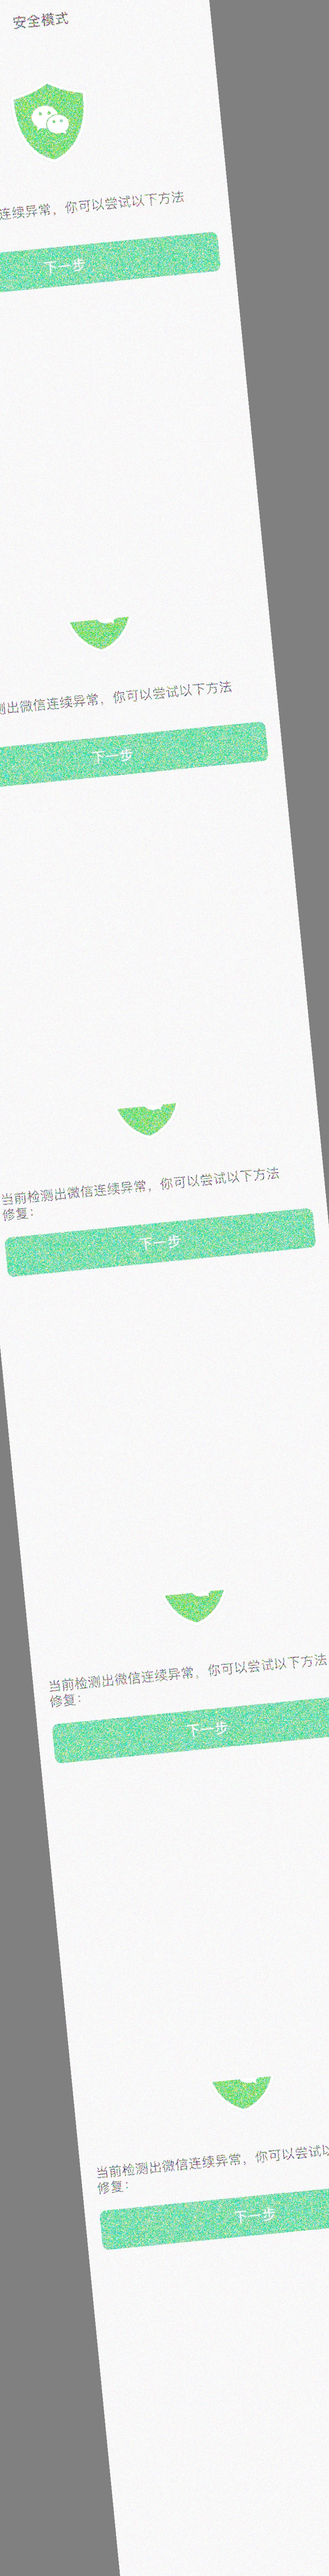 安全模式
连续异常，你可以尝试以下方法
下一步
测出微信连续异常，你可以尝试以下方法
下一步
当前检测出微信连续异常，你可以尝试以下方法
修复：
下一步
当前检测出微信连续异常，你可以尝试以下方法
修复：
下一步
当前检测出微信连续异常，你可以尝试以
修复：
下一步